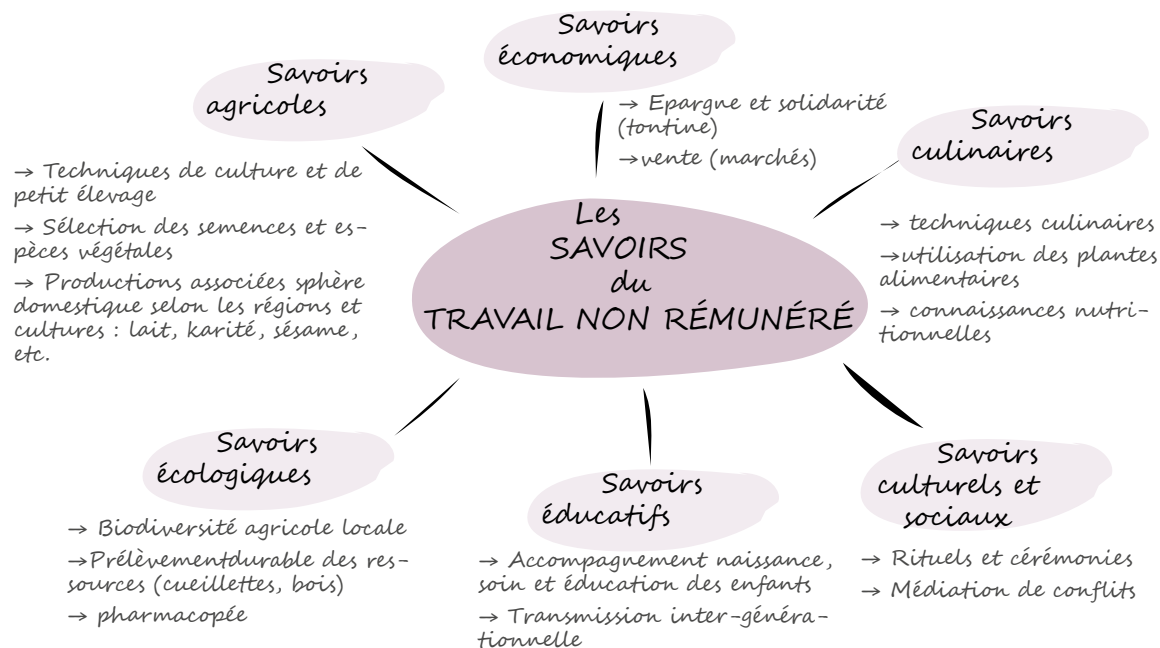 Savoirs
économiques
→ Epargne et solidarité
(tontine)
→vente (marchés)
Savoirs
agricoles
→ Techniques de culture et de
petit élevage
→ Sélection des semences et es-
pèces végétales
→ Productions associées sphère
domestique selon les régions et
cultures : lait, karité, sésame,
etc.
Savoirs
culinaires
→ techniques culinaires
→utilisation des plantes
alimentaires
→ connaissances nutri-
tionnelles
Les
SAVOIRS
du
TRAVAIL NON RÉMUNÉRÉ
Savoirs
écologiques
→ Biodiversité agricole locale
→Prélèvementdurable des res-
sources (cueillettes, bois)
→ pharmacopée
Savoirs
éducatifs
→ Accompagnement naissance,
soin et éducation des enfants
→ Transmission inter-généra-
tionnelle
Savoirs
culturels et
sociaux
→ Rituels et cérémonies
→ Médiation de conflits